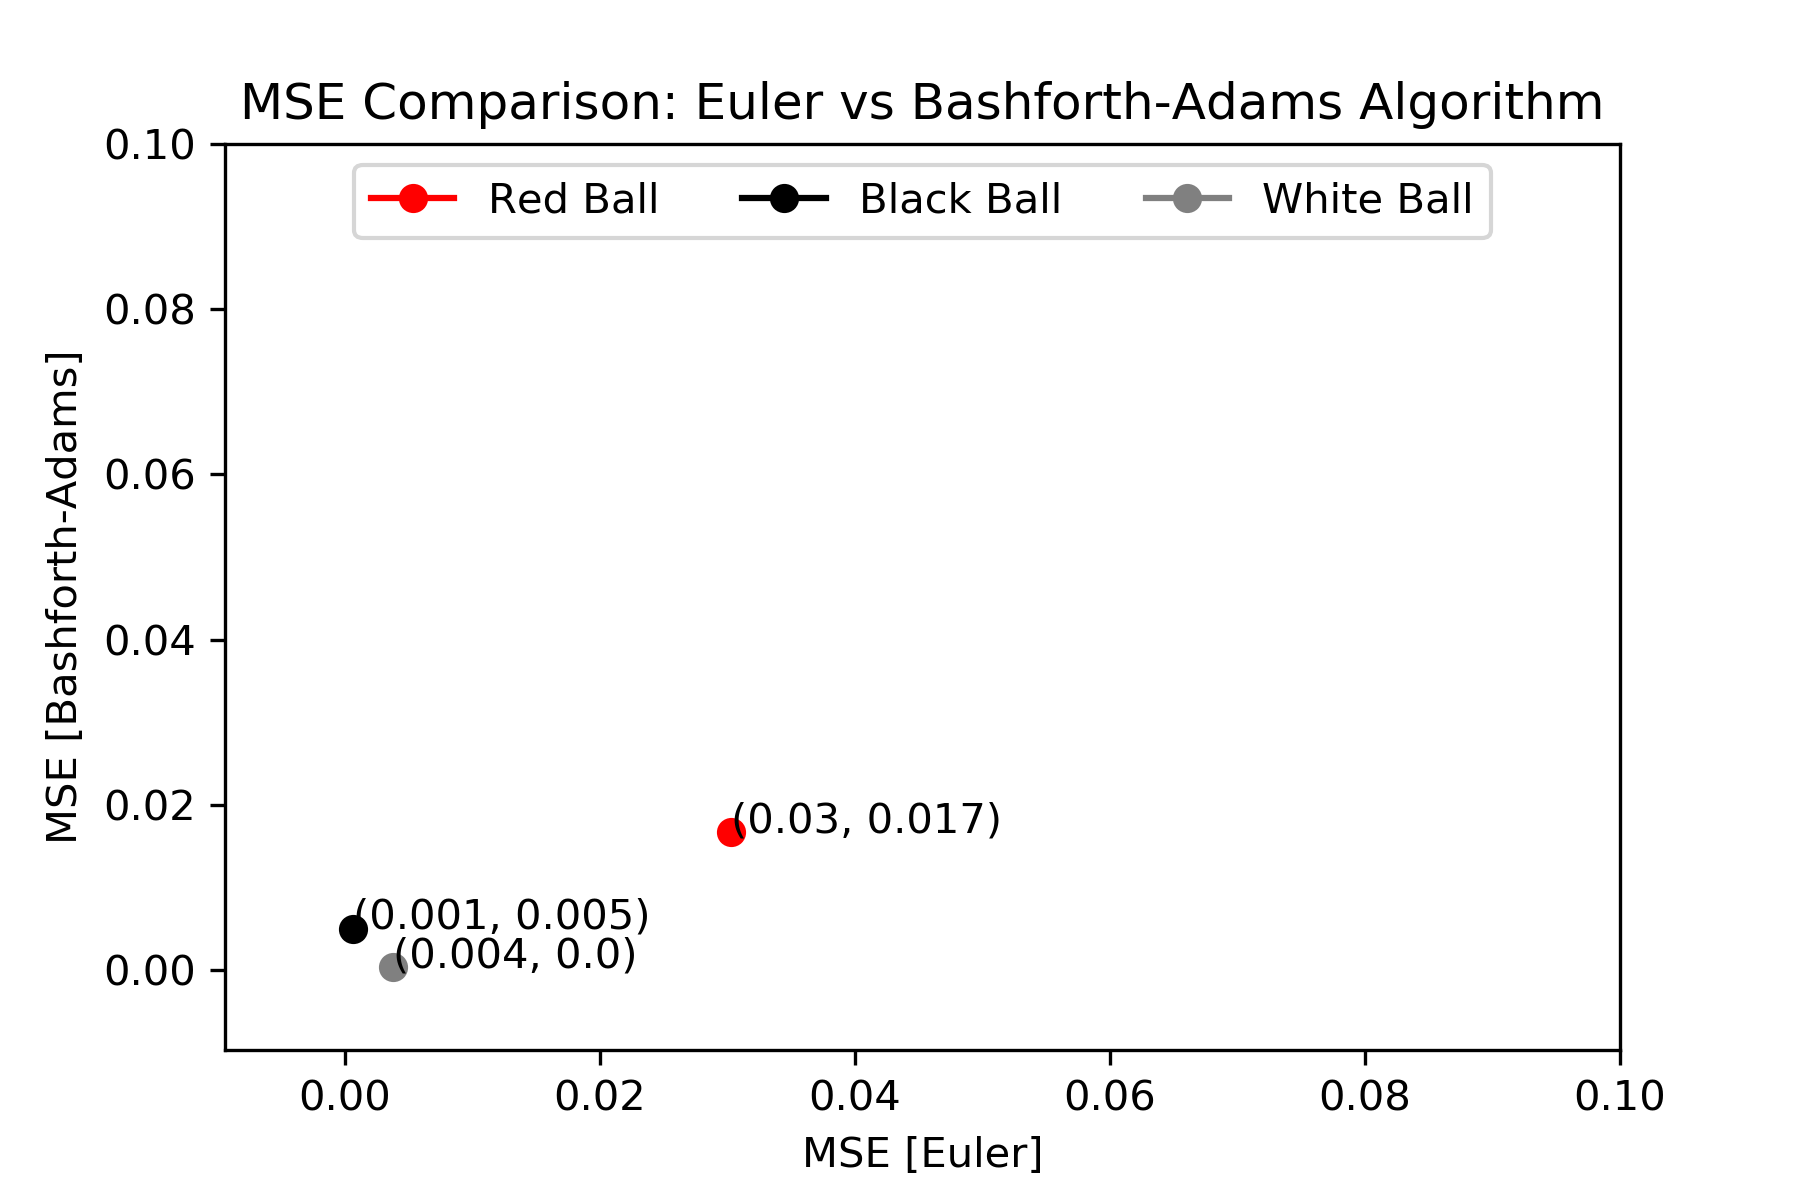 MSE Comparison: Euler vs Bashforth-Adams Algorithm
Red Ball
Black Ball
White Ball
MSE [Bashforth-Adams]
0.10
0.08
0.06
0.04
0.02
0.00
(0.03, 0.017)
(0.001, 0.005)
(0.004, 0.0)
0.00
0.02
0.04
0.06
0.08
0.10
MSE [Euler]